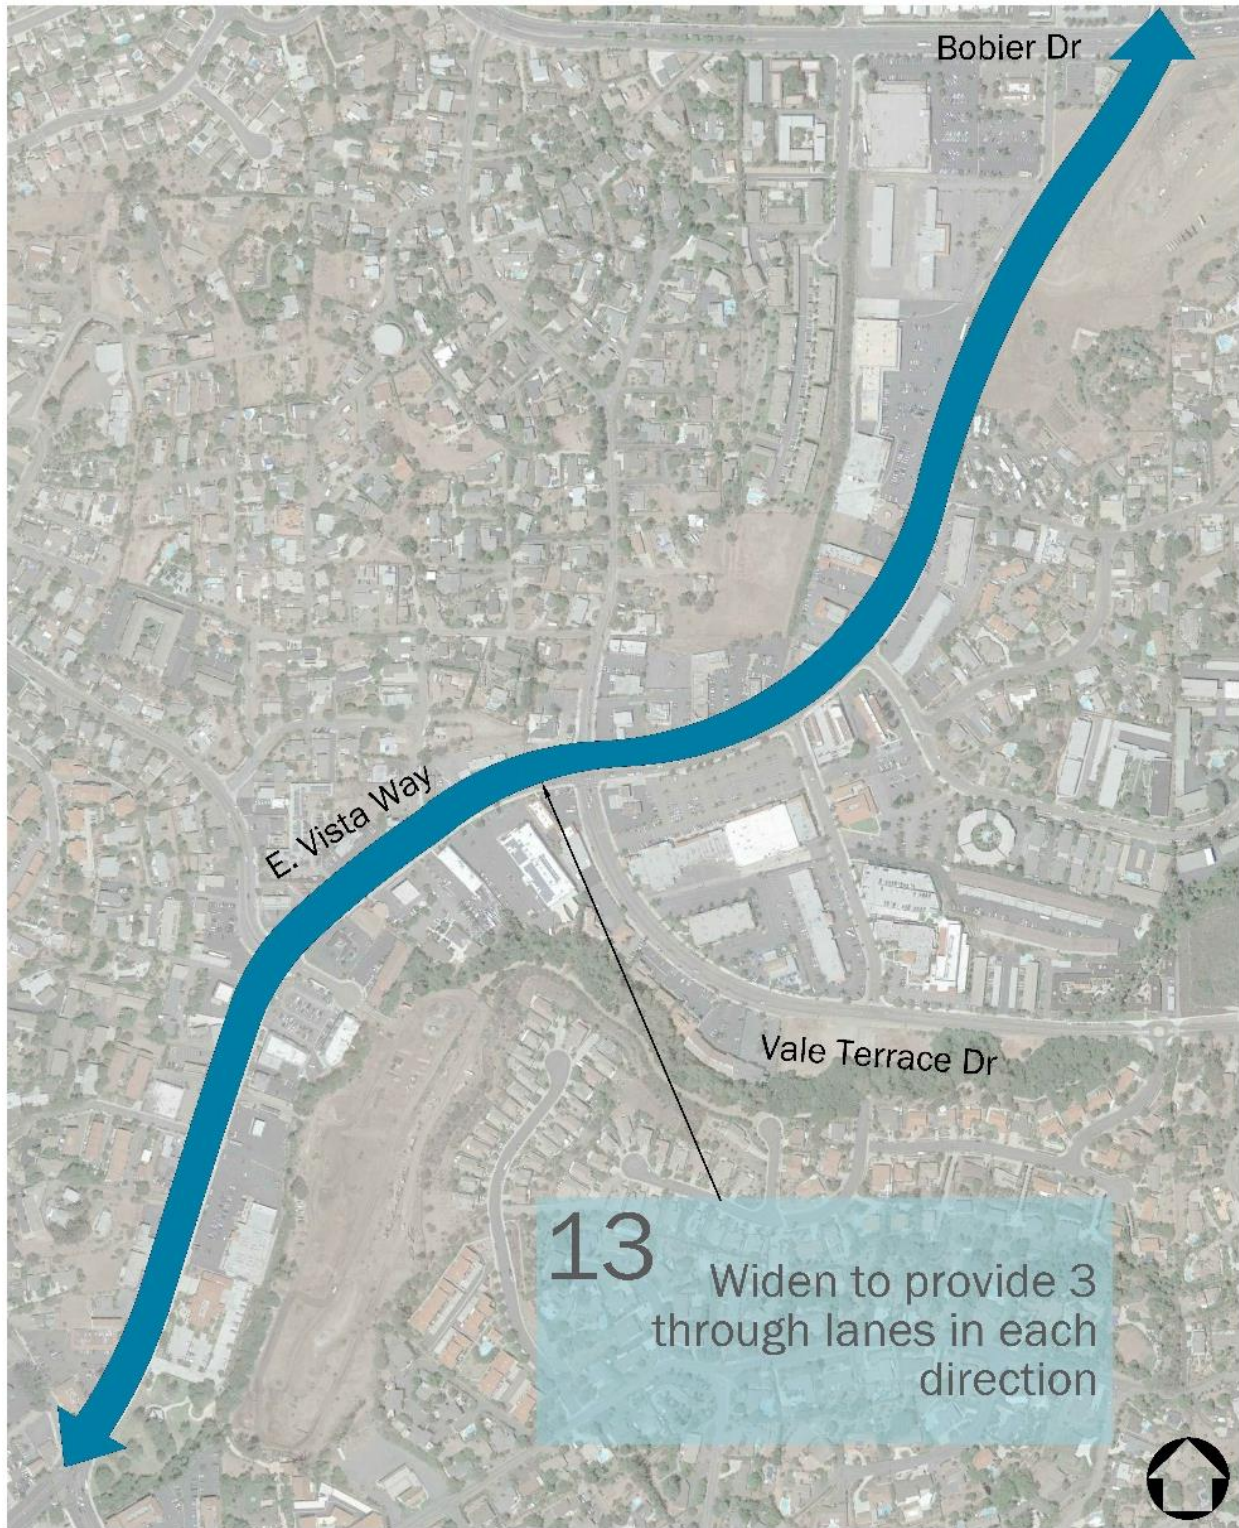 Bobier Dr
E. Vista Way
Vale Terrace Dr
13
Widen to provide 3
through lanes in each
direction